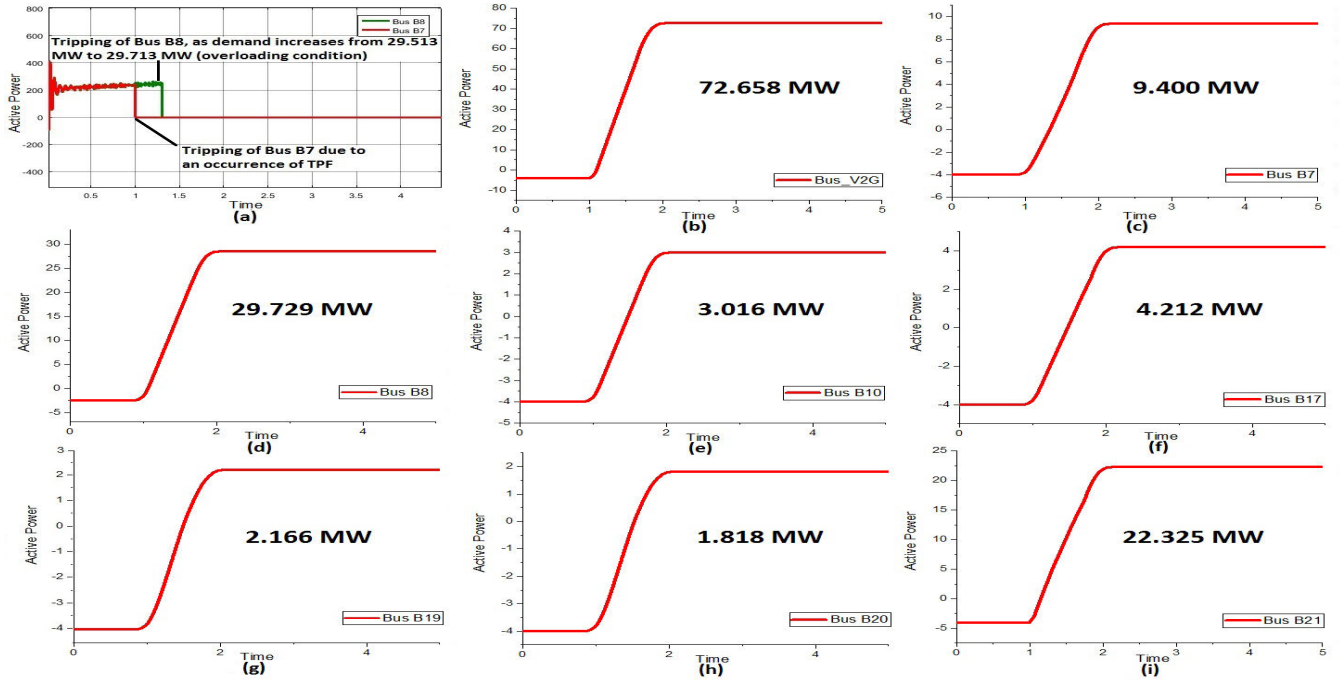 800
600
400
200
0
-200
-400
0.5
1
1.5
2
2.5
3
3.5
4
Active Power
Time
Bus B8
Bus B7
Tripping of Bus B8, as demand increases from 29.513
MW to 29.713 MW (overloading condition)
Tripping of Bus B7 due to
an occurrence of TPF
(a)
80
70
60
50
40
30
20
10
0
-10
0
1
2
3
4
5
Active Power
Time
72.658 MW
Bus_V2G
(b)
10
8
6
4
2
0
-2
-4
-6
0
1
2
3
4
5
Active Power
Time
9.400 MW
Bus B7
(c)
30
25
20
15
10
5
0
-5
0
2
4
Active Power
Time
29.729 MW
Bus B8
(d)
4
3
2
1
0
-1
-2
-3
-4
-5
0
2
4
Active Power
Time
3.016 MW
Bus B10
(e)
4
2
0
-2
-4
0
2
4
Active Power
Time
4.212 MW
Bus B17
(f)
3
2
1
0
-1
-2
-3
-4
0
2
4
Active Power
Time
2.166 MW
Bus B19
(g)
2
1
0
-1
-2
-3
-4
0
2
4
Active Power
Time
1.818 MW
Bus B20
(h)
25
20
15
10
5
0
-5
0
1
2
3
4
5
Active Power
Time
22.325 MW
Bus B21
(i)